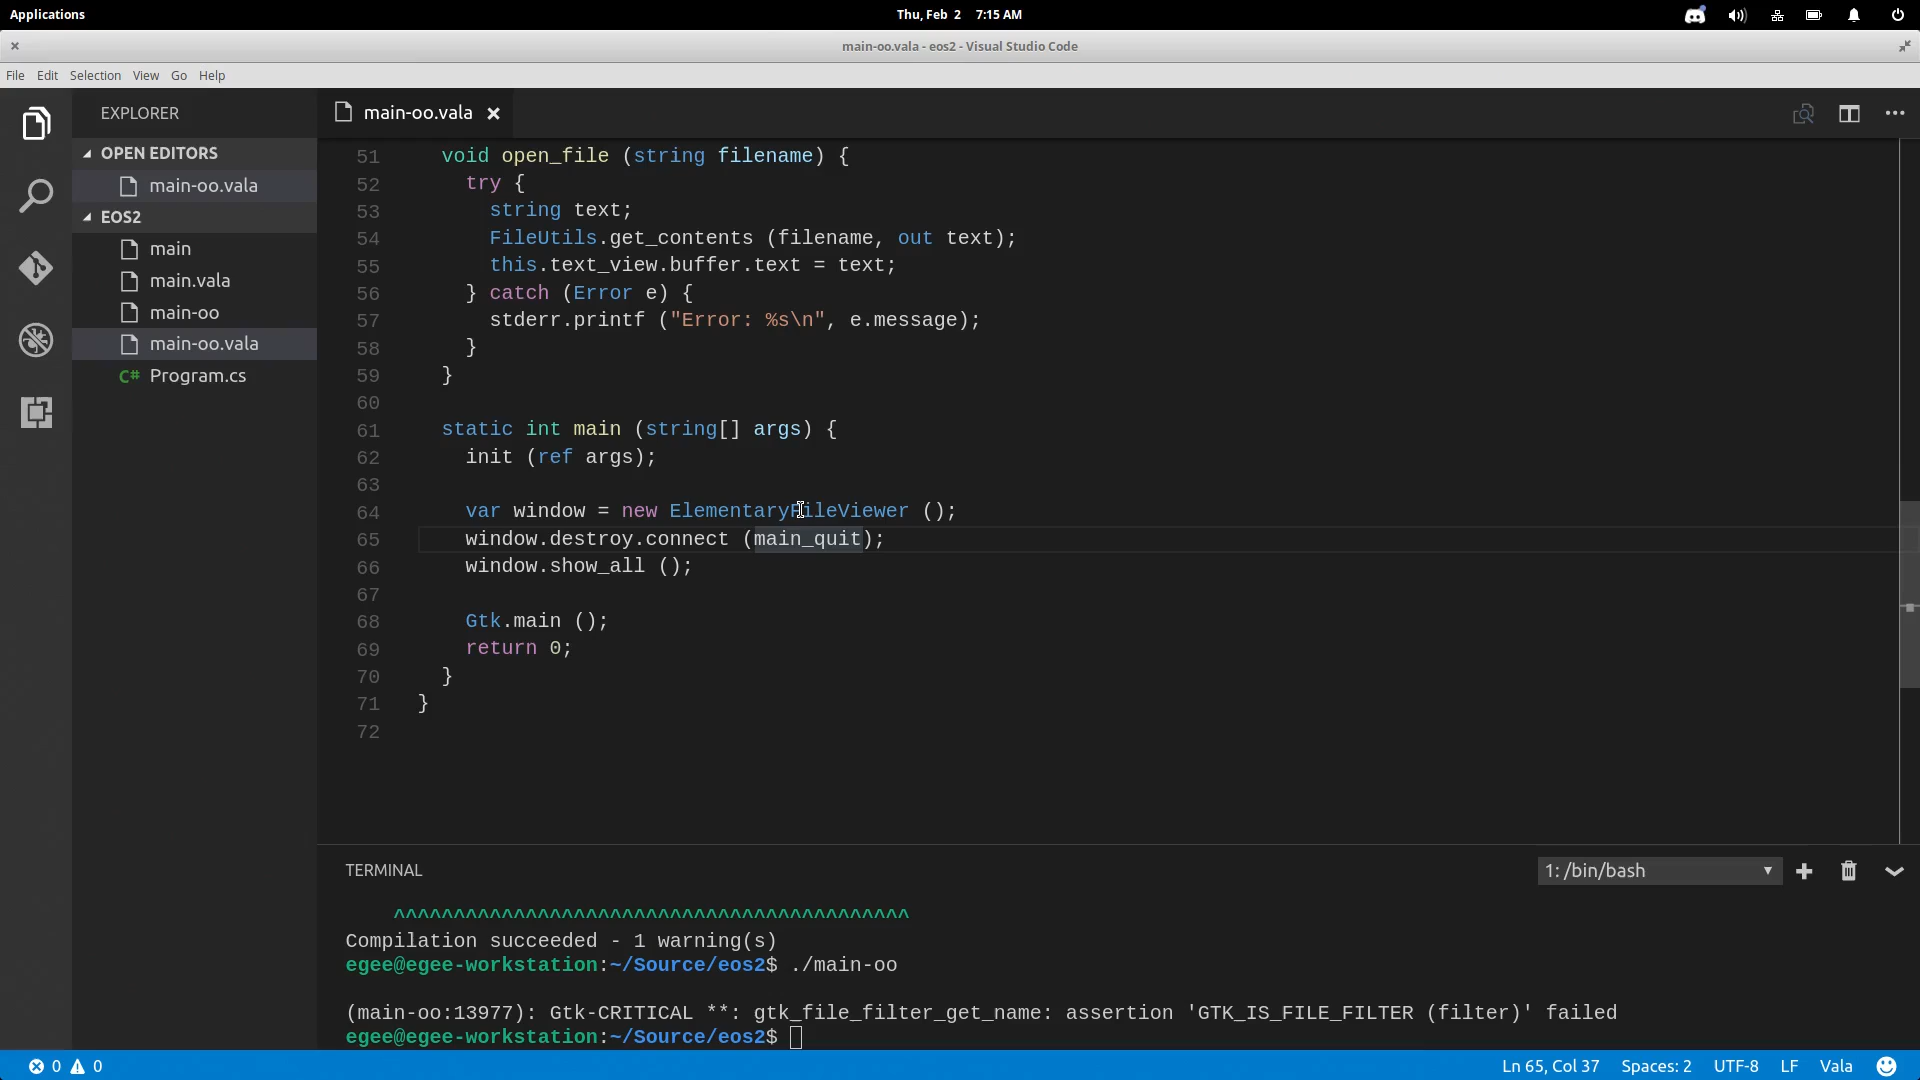 Applications
Thu, Feb 2 7:15 AM
main-oo.vala - eos2 - Visual Studio Code
File Edit Selection View Go Help
EXPLORER
OPEN EDITORS
main-oo.vala
EOS2
main
main.vala
main-oo
main-oo.vala
C# Program.cs
main-oo.vala
51 void open_file (string filename) {
52 try {
53 string text;
54 FileUtils.get_contents (filename, out text);
55 this.text_view.buffer.text = text;
56 } catch (Error e) {
57 stderr.printf ("Error: %s\n", e.message);
58 }
59 }
60
61 static int main (string[] args) {
62 init (ref args);
63
64 var window = new ElementaryFileViewer ();
65 window.destroy.connect (main_quit);
66 window.show_all ();
67
68 Gtk.main ();
69 return 0;
70 }
71 }
72
TERMINAL
1: /bin/bash
^^^^^^^^^^^^^^^^^^^^^^^^^^^^^^^^^^^^^^^^^^^
Compilation succeeded - 1 warning(s)
egee@egee-workstation:~/Source/eos2$ ./main-oo
(main-oo:13977): Gtk-CRITICAL **: gtk_file_filter_get_name: assertion 'GTK_IS_FILE_FILTER (filter)' failed
egee@egee-workstation:~/Source/eos2$
0 0
Ln 65, Col 37 Spaces: 2 UTF-8 LF Vala